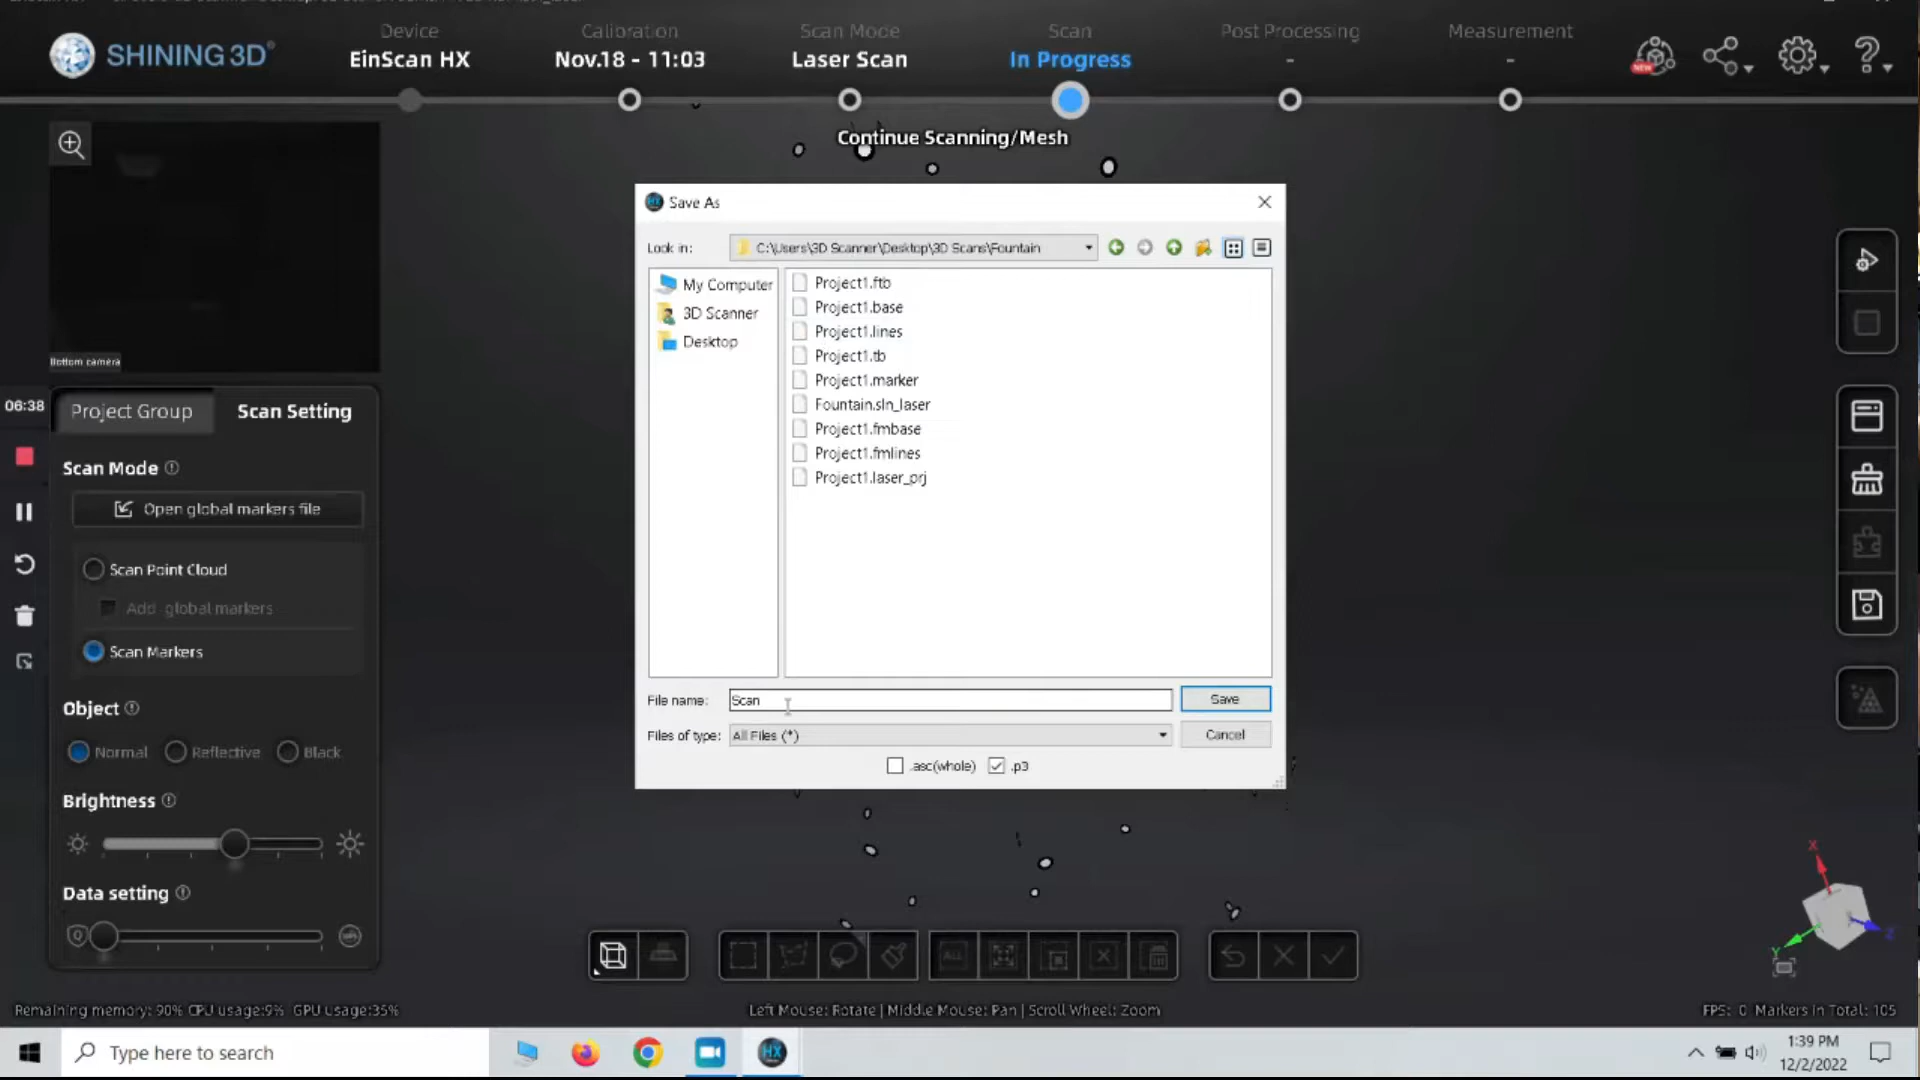 SHINING 3D®
Device
EinScan HX
Calibration
Nov.18 - 11:03
Scan Mode
Laser Scan
Scan
In Progress
Post Processing
-
Measurement
-
NEW
Continue Scanning/Mesh
Bottom camera
06:38
Project Group
Scan Setting
Scan Mode
Open global markers file
Scan Point Cloud
Add global markers
Scan Markers
Object
Normal
Reflective
Black
Brightness
Data setting
Save As
Look in:
C:\Users\3D Scanner\Desktop\3D Scans\Fountain
My Computer
3D Scanner
Desktop
Project1.ftb
Project1.base
Project1.lines
Project1.tb
Project1.marker
Fountain.sln_laser
Project1.fmbase
Project1.fmlines
Project1.laser_prj
File name:
Scan
Save
Files of type:
All Files (*)
Cancel
.asc(whole)
.p3
ALL
X
Y
Z
Remaining memory: 90% CPU usage:9% GPU usage:35%
Left Mouse: Rotate | Middle Mouse: Pan | Scroll Wheel: Zoom
FPS: 0 Markers In Total: 105
Type here to search
HX
1:39 PM
12/2/2022